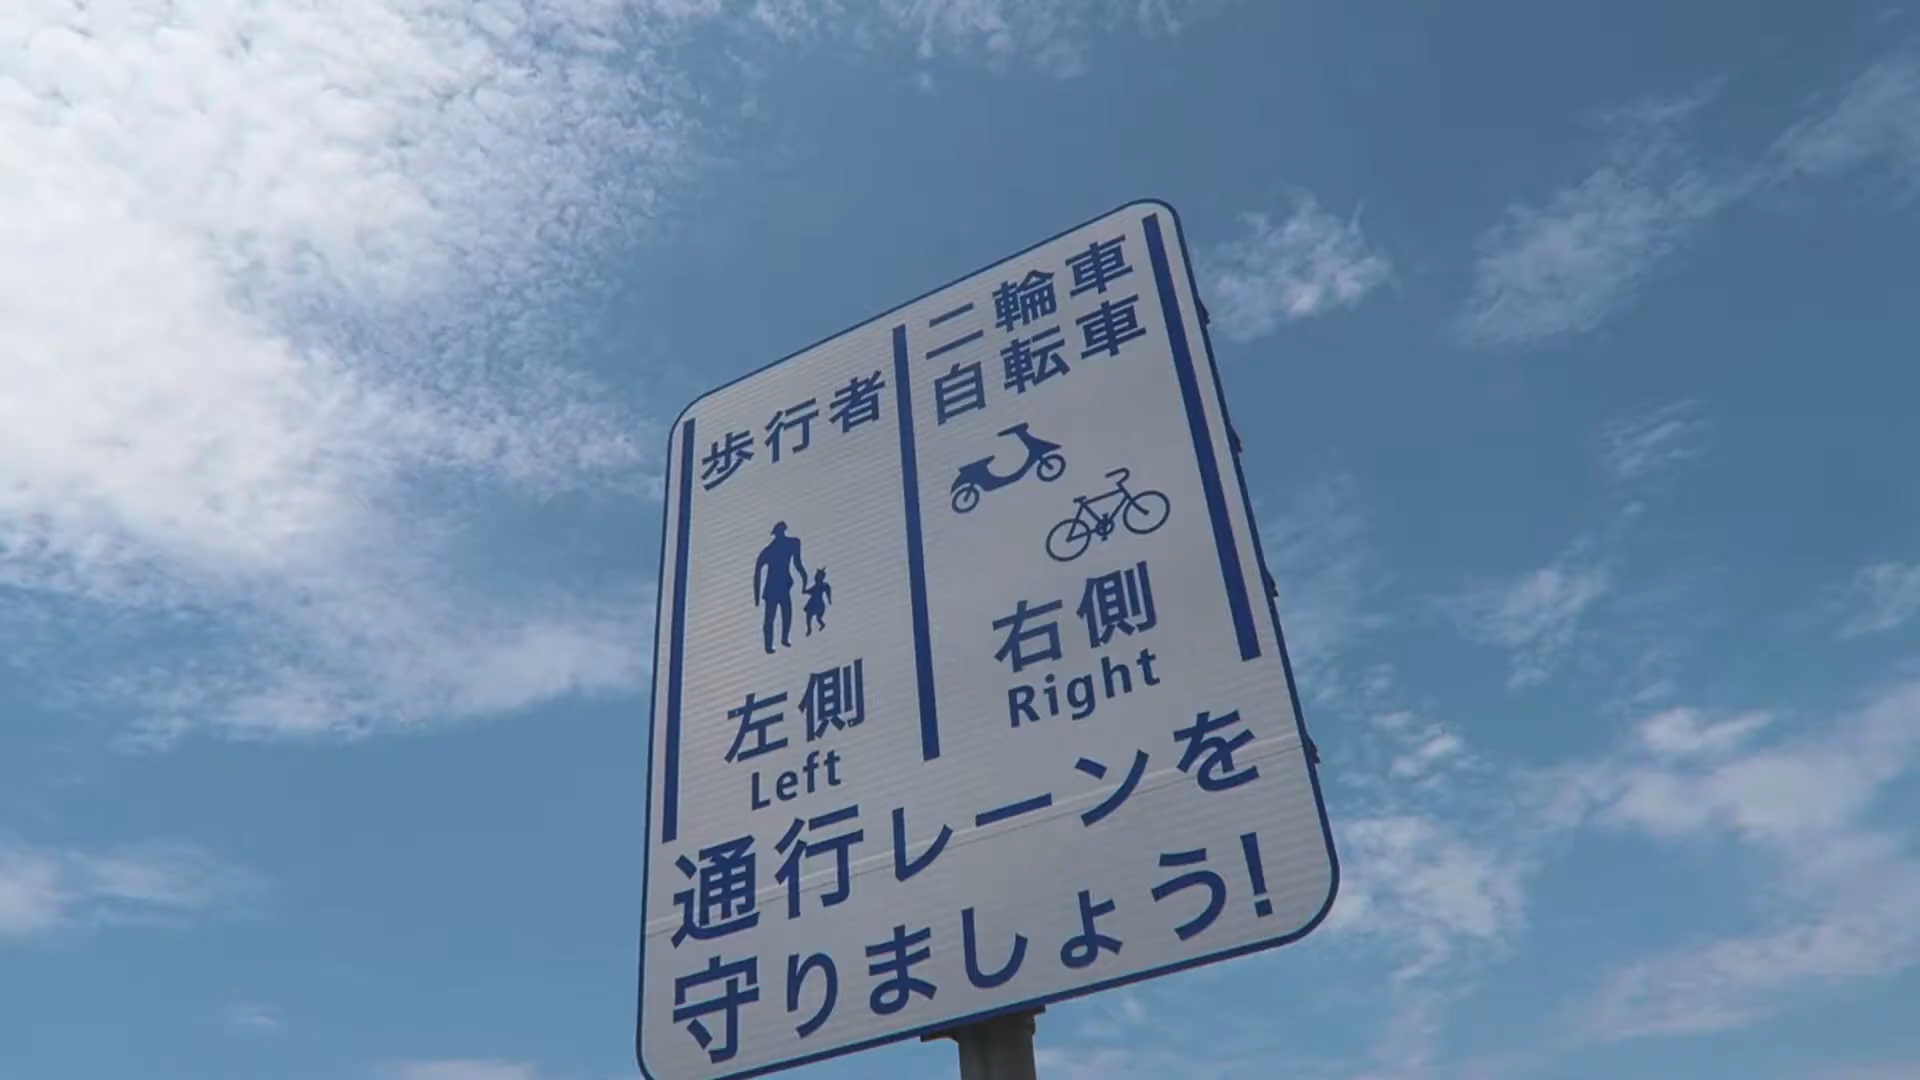 歩行者
左側
Left
二輪車
自転車
右側
Right
通行レーンを
守りましょう!